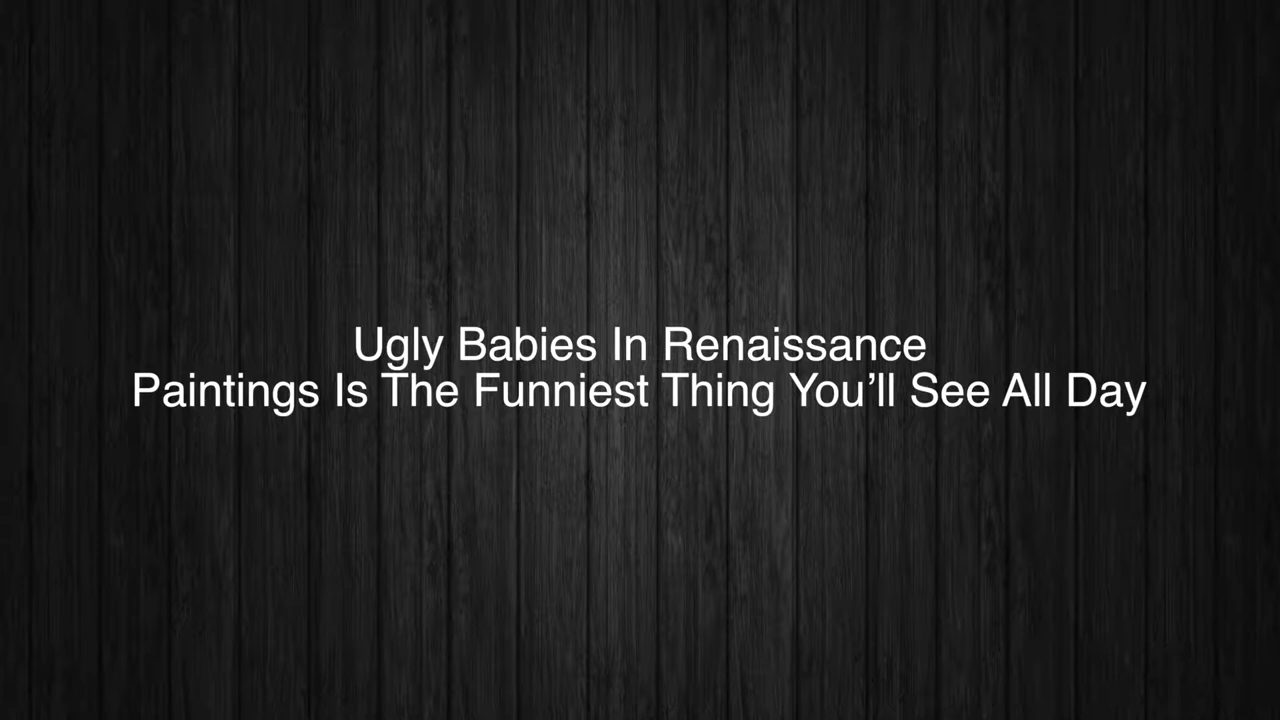 Ugly Babies In Renaissance
Paintings Is The Funniest Thing You’ll See All Day